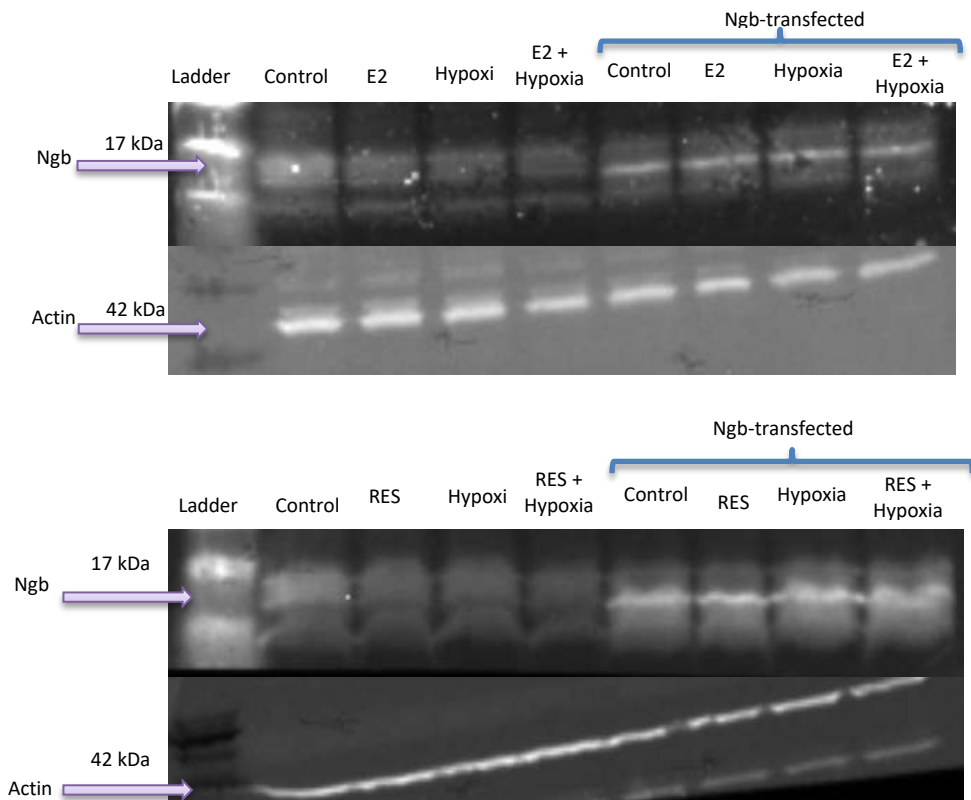 Ngb-transfected
Ladder Control E2 Hypoxi E2 + Hypoxia Control E2 Hypoxia E2 + Hypoxia
17 kDa
Ngb
42 kDa
Actin
Ngb-transfected
Ladder Control RES Hypoxi RES + Hypoxia Control RES Hypoxia RES + Hypoxia
17 kDa
Ngb
42 kDa
Actin